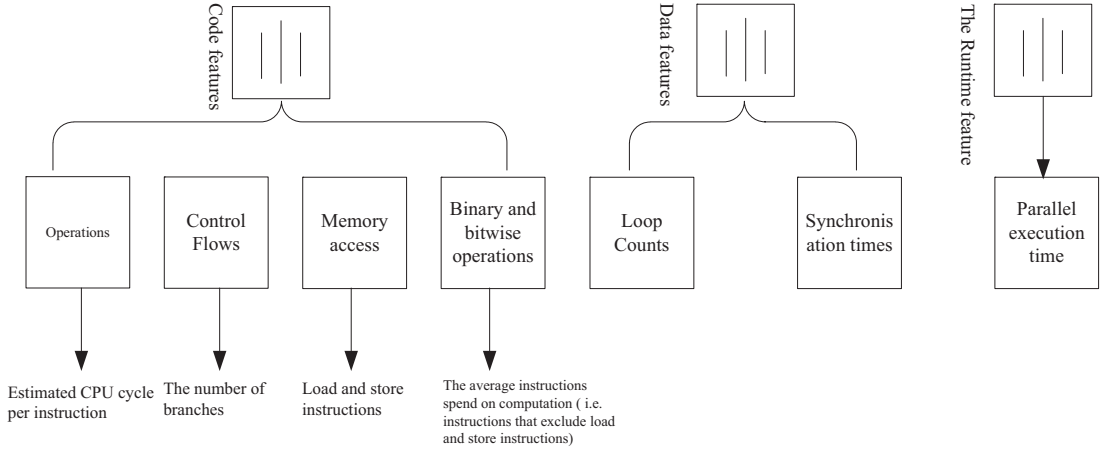 Code features
Data features
The Runtime feature
Operations
Control
Flows
Memory
access
Binary and
bitwise
operations
Loop
Counts
Synchronis
ation times
Parallel
execution
time
Estimated CPU cycle
per instruction
The number of
branches
Load and store
instructions
The average instructions
spend on computation ( i.e.
instructions that exclude load
and store instructions)